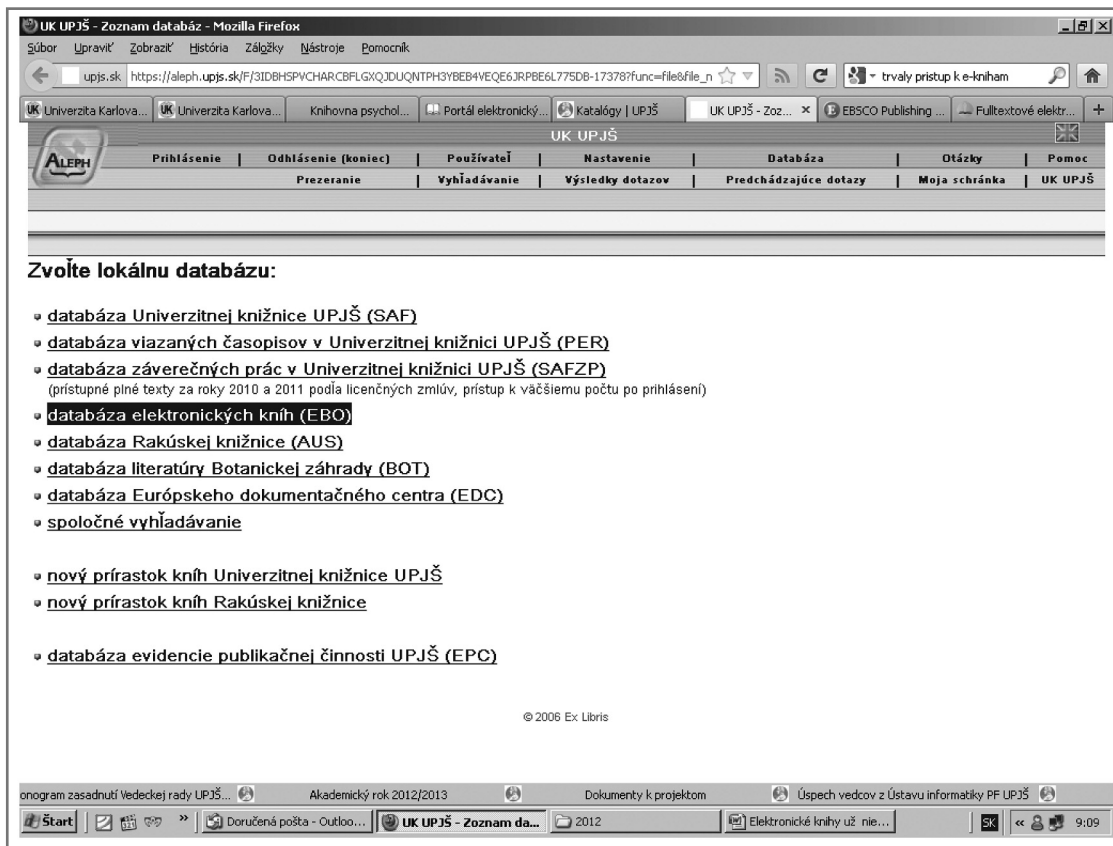 UK UPJŠ - Zoznam databáz - Mozilla Firefox
Súbor Upraviť Zobraziť História Záložky Nástroje Pomocník
upjs.sk https://aleph.upjs.sk/F/3IDBH5PVCHARCBFLGXQJDUQNTPH3YBEB4VEQE6JRPBE6L775DB-17378?func=file&file_n trvaly pristup k e-kniham
UK Univerzita Karlova... UK Univerzita Karlova... Knihovna psychol... Portál elektronický... Katalógy | UPJŠ UK UPJŠ - Zoz... × EBSCO Publishing ... Fulltextové elektr... +
UK UPJŠ
ALEPH
Prihlásenie | Odhlásenie (koniec) | Používateľ | Nastavenie | Databáza | Otázky | Pomoc
Prezeranie | Vyhľadávanie | Výsledky dotazov | Predchádzajúce dotazy | Moja schránka | UK UPJŠ
Zvoľte lokálnu databázu:
databáza Univerzitnej knižnice UPJŠ (SAF)
databáza viazaných časopisov v Univerzitnej knižnici UPJŠ (PER)
databáza záverečných prác v Univerzitnej knižnici UPJŠ (SAFZP)
(prístupné plné texty za roky 2010 a 2011 podľa licenčných zmlúv, prístup k väčšiemu počtu po prihlásení)
databáza elektronických kníh (EBO)
databáza Rakúskej knižnice (AUS)
databáza literatúry Botanickej záhrady (BOT)
databáza Európskeho dokumentačného centra (EDC)
spoločné vyhľadávanie
nový prírastok kníh Univerzitnej knižnice UPJŠ
nový prírastok kníh Rakúskej knižnice
databáza evidencie publikačnej činnosti UPJŠ (EPC)
© 2006 Ex Libris
onogram zasadnutí Vedeckej rady UPJŠ... Akademický rok 2012/2013 Dokumenty k projektom Úspech vedcov z Ústavu informatiky PF UPJŠ
Štart » Doručená pošta - Outloo... UK UPJŠ - Zoznam da... 2012 Elektronické knihy už nie... SK « 9:09